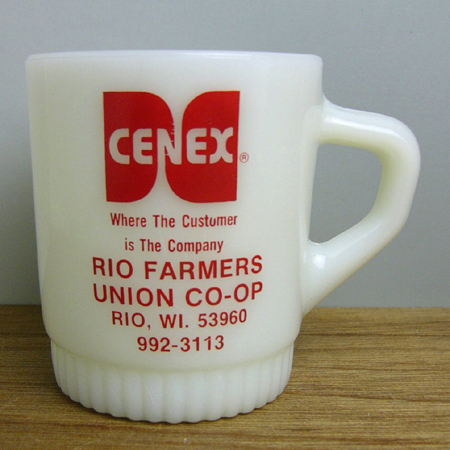 CENEX®
Where The Customer
is The Company
RIO FARMERS
UNION CO-OP
RIO, WI. 53960
992-3113